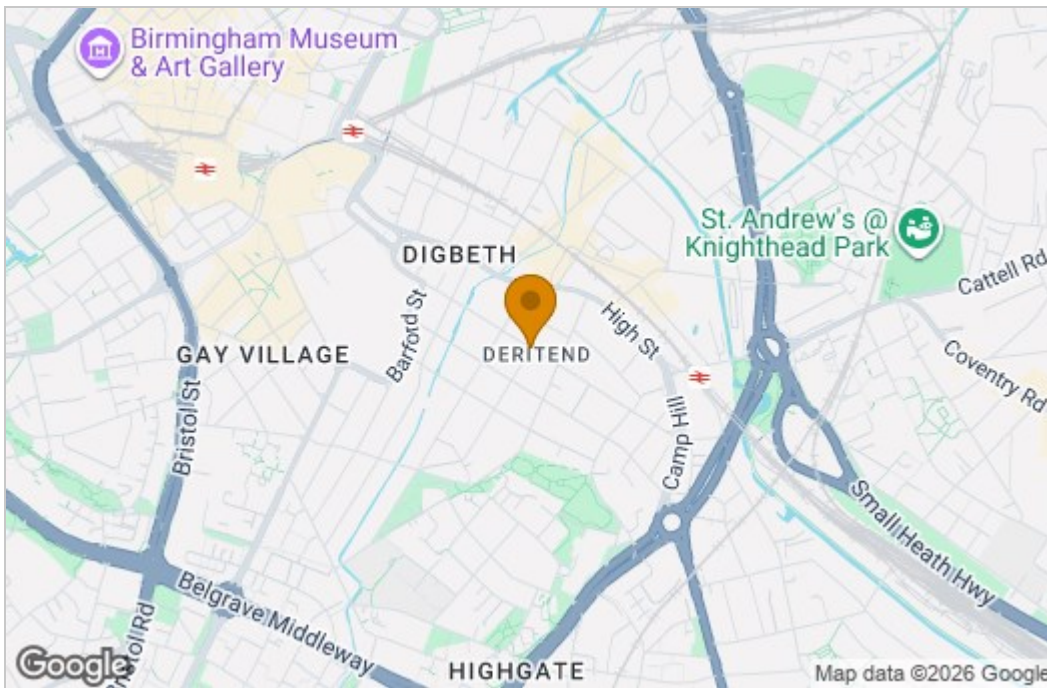 Birmingham Museum
& Art Gallery
St. Andrew's @
Knighthead Park
DIGBETH
Cattell Rd
Barford St
High St
GAY VILLAGE
DERITEND
Coventry Rd
Bristol St
Camp Hill
Small Heath Hwy
Belgrave Middleway
Bristol Rd
HIGHGATE
Google
Map data ©2026 Google